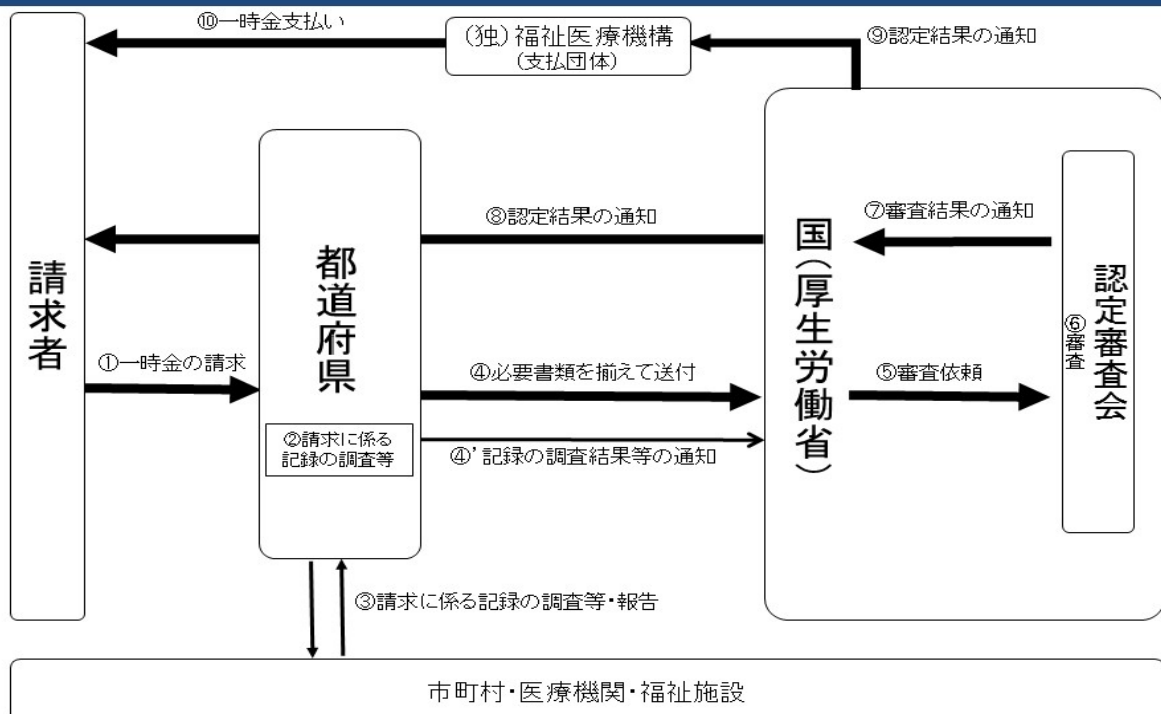 ⑩一時金支払い
(独)福祉医療機構
(支払団体)
⑨認定結果の通知
請求者
都道府県
⑧認定結果の通知
国(厚生労働省)
⑦審査結果の通知
認定審査会
⑥審査
①一時金の請求
④必要書類を揃えて送付
⑤審査依頼
②請求に係る
記録の調査等
④’記録の調査結果等の通知
③請求に係る記録の調査等・報告
市町村・医療機関・福祉施設